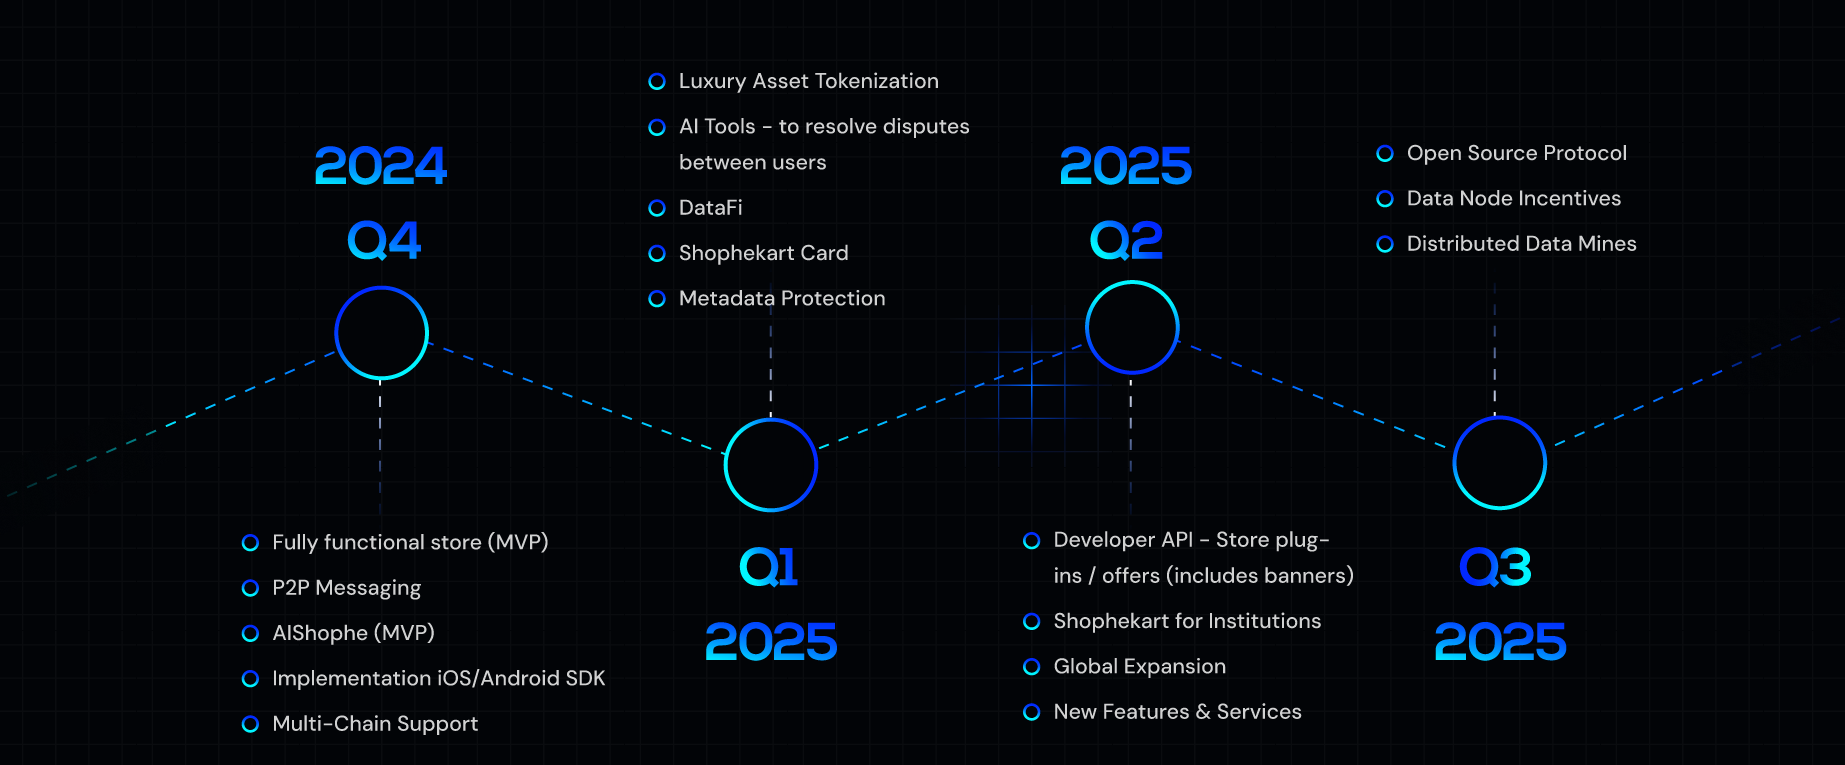 2024
Q4
Fully functional store (MVP)
P2P Messaging
AIShophe (MVP)
Implementation iOS/Android SDK
Multi-Chain Support
Luxury Asset Tokenization
AI Tools - to resolve disputes
between users
DataFi
Shophekart Card
Metadata Protection
Q1
2025
2025
Q2
Developer API - Store plug-
ins / offers (includes banners)
Shophekart for Institutions
Global Expansion
New Features & Services
Open Source Protocol
Data Node Incentives
Distributed Data Mines
Q3
2025